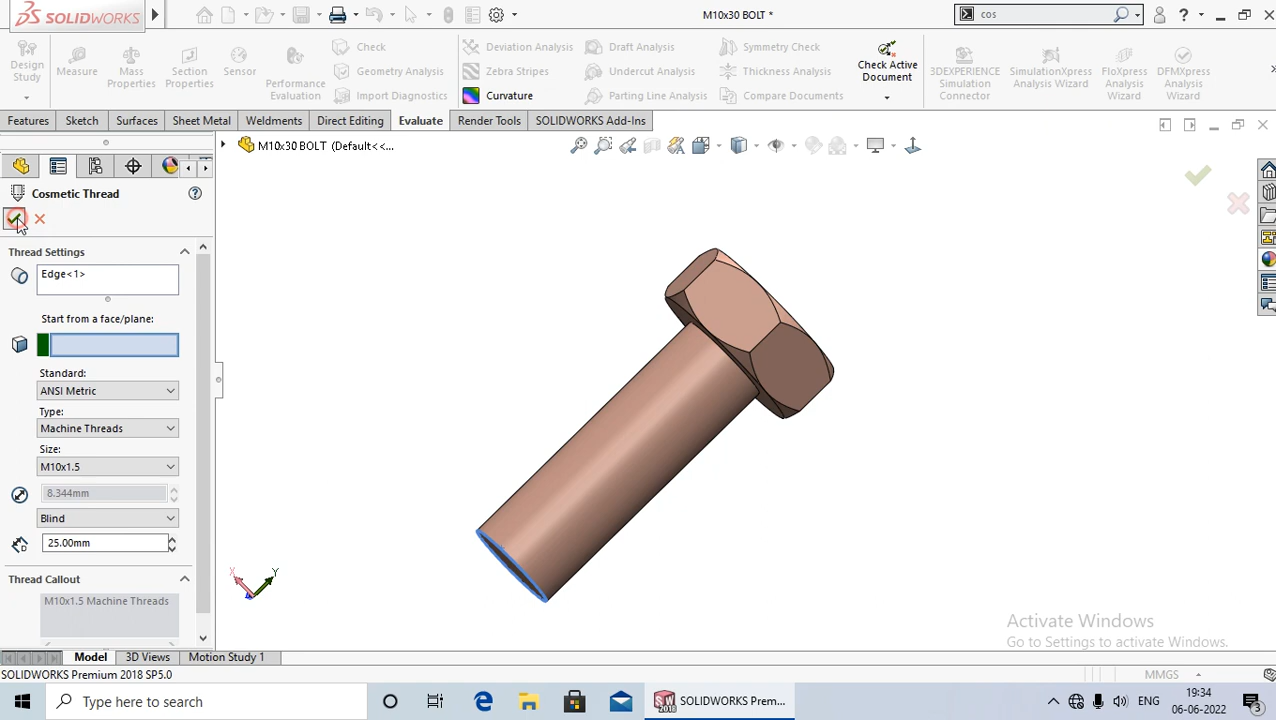 SOLIDWORKS
M10x30 BOLT *
cos
Design Study
Measure
Mass Properties
Section Properties
Sensor
Performance Evaluation
Check
Geometry Analysis
Import Diagnostics
Deviation Analysis
Zebra Stripes
Curvature
Draft Analysis
Undercut Analysis
Parting Line Analysis
Symmetry Check
Thickness Analysis
Compare Documents
Check Active Document
3DEXPERIENCE Simulation Connector
SimulationXpress Analysis Wizard
FloXpress Analysis Wizard
DFMXpress Analysis Wizard
Features
Sketch
Surfaces
Sheet Metal
Weldments
Direct Editing
Evaluate
Render Tools
SOLIDWORKS Add-Ins
M10x30 BOLT (Default<<...
Cosmetic Thread
Thread Settings
Edge<1>
Start from a face/plane:
Standard:
ANSI Metric
Type:
Machine Threads
Size:
M10x1.5
8.344mm
Blind
25.00mm
Thread Callout
M10x1.5 Machine Threads
X
Y
Activate Windows
Go to Settings to activate Windows.
Model
3D Views
Motion Study 1
SOLIDWORKS Premium 2018 SP5.0
MMGS
Type here to search
SW 2018
SOLIDWORKS Prem...
ENG
19:34
06-06-2022
3